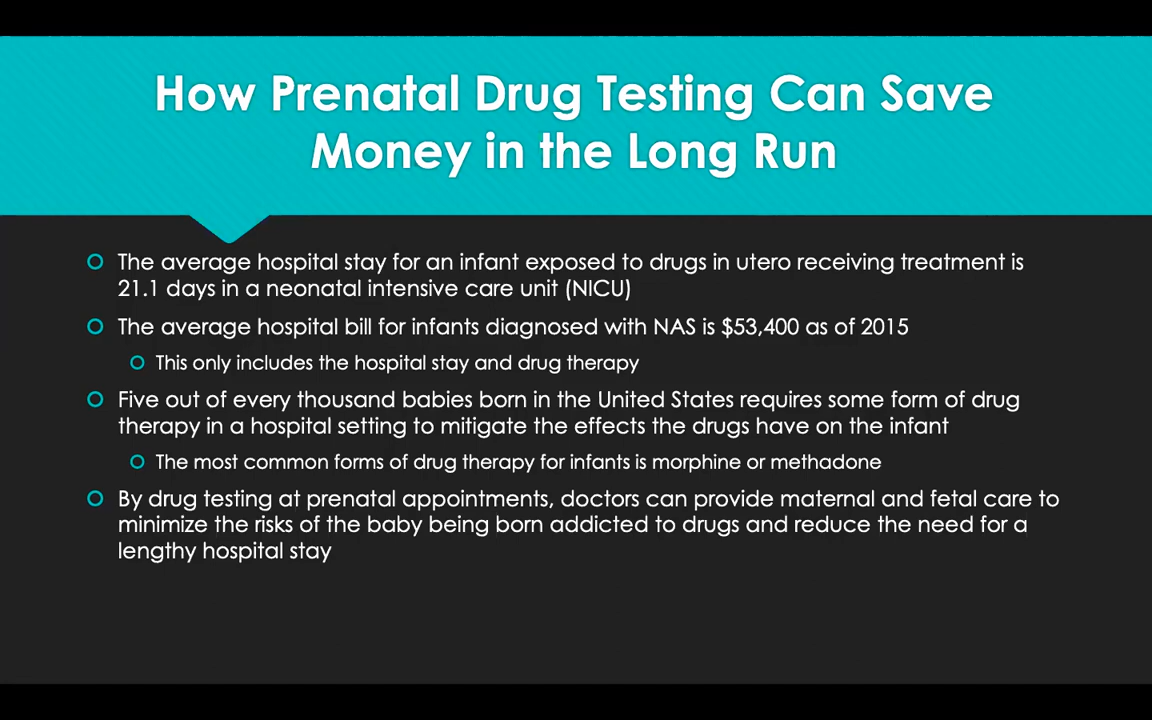 How Prenatal Drug Testing Can Save
Money in the Long Run
The average hospital stay for an infant exposed to drugs in utero receiving treatment is
21.1 days in a neonatal intensive care unit (NICU)
The average hospital bill for infants diagnosed with NAS is $53,400 as of 2015
This only includes the hospital stay and drug therapy
Five out of every thousand babies born in the United States requires some form of drug
therapy in a hospital setting to mitigate the effects the drugs have on the infant
The most common forms of drug therapy for infants is morphine or methadone
By drug testing at prenatal appointments, doctors can provide maternal and fetal care to
minimize the risks of the baby being born addicted to drugs and reduce the need for a
lengthy hospital stay